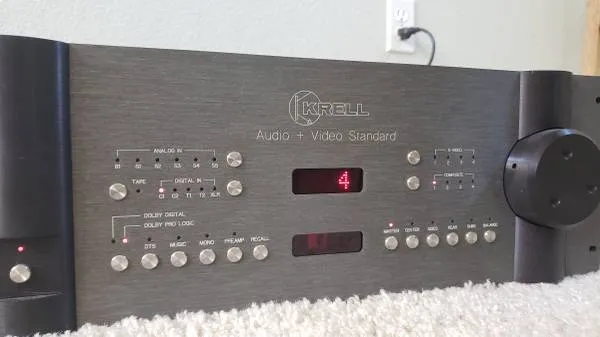 KRELL
Audio + Video Standard
ANALOG IN
B1 B2 S2 S3 S4 S5
TAPE
DIGITAL IN
C1 C2 T1 T2 XLR
4
S-VIDEO
COMPOSITE
DOLBY DIGITAL
DOLBY PRO LOGIC
DTS MUSIC MONO PREAMP RECALL
MASTER CENTER SIDES REAR SUBS BALANCE